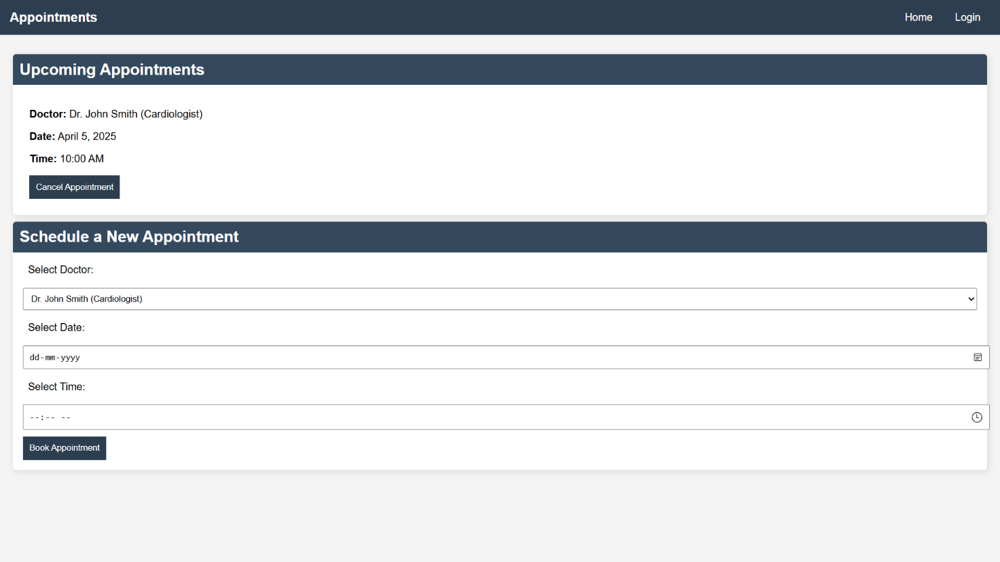 Appointments
Home
Login
Upcoming Appointments
Doctor: Dr. John Smith (Cardiologist)
Date: April 5, 2025
Time: 10:00 AM
Cancel Appointment
Schedule a New Appointment
Select Doctor:
Dr. John Smith (Cardiologist)
Select Date:
dd-mm-yyyy
Select Time:
--:-- --
Book Appointment